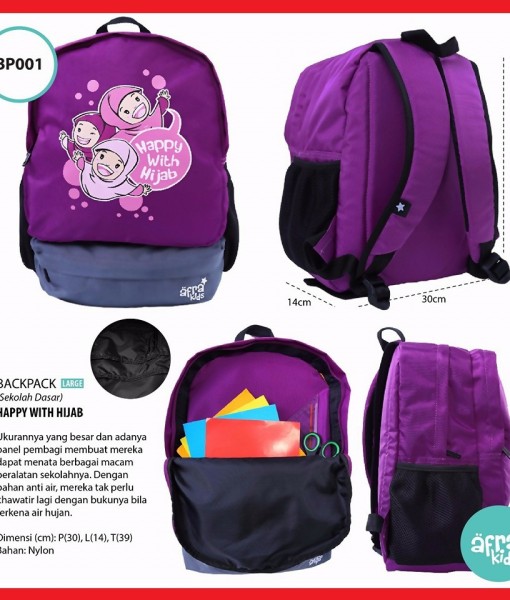 BP001
Happy
With
Hijab
afra
kids
14cm
30cm
BACKPACK LARGE
(Sekolah Dasar)
HAPPY WITH HIJAB
Ukurannya yang besar dan adanya
panel pembagi membuat mereka
dapat menata berbagai macam
peralatan sekolahnya. Dengan
bahan anti air, mereka tak perlu
khawatir lagi dengan bukunya bila
terkena air hujan.
Dimensi (cm): P(30), L(14), T(39)
Bahan: Nylon
afra
kids